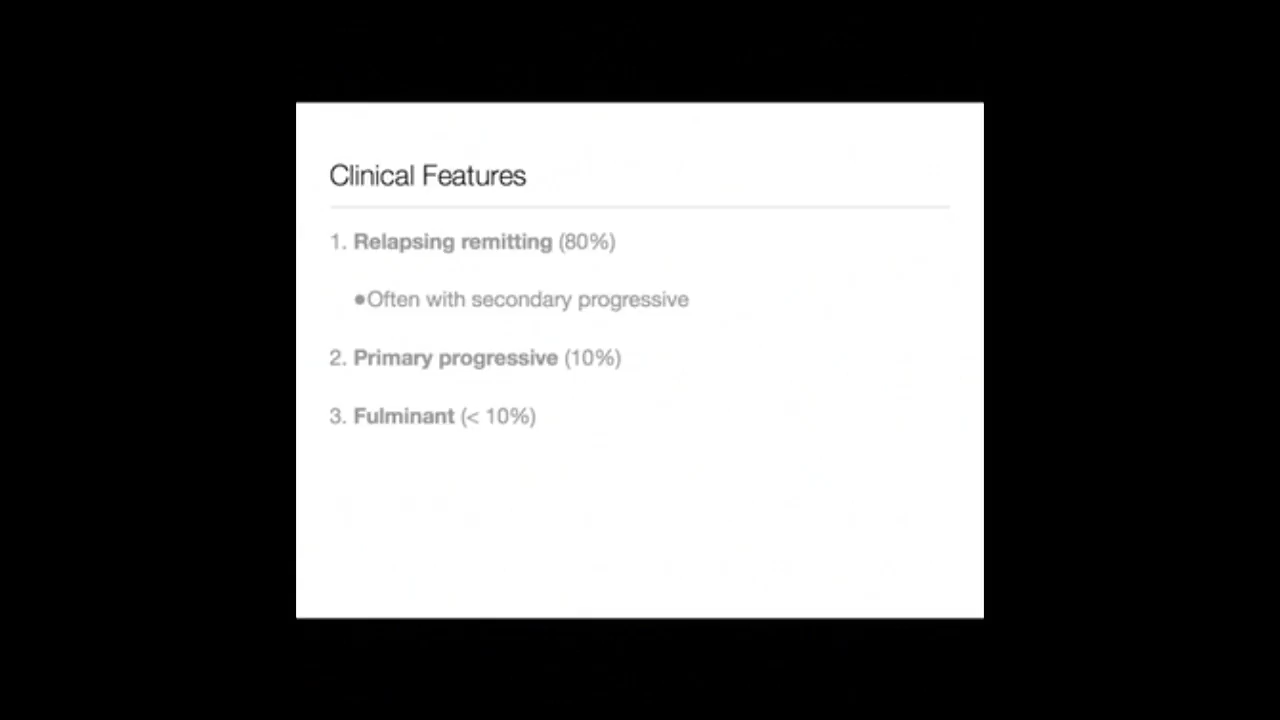 Clinical Features
1. Relapsing remitting (80%)
●Often with secondary progressive
2. Primary progressive (10%)
3. Fulminant (< 10%)